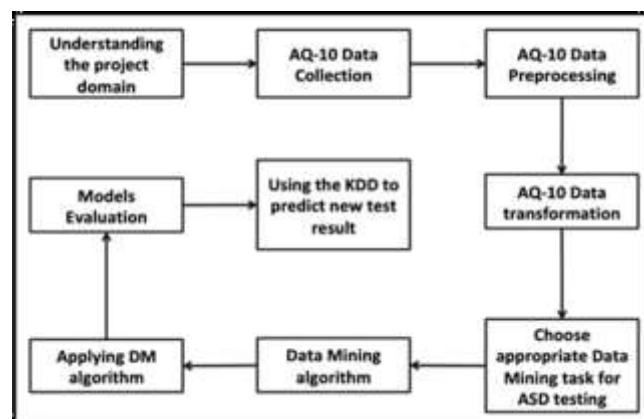 Understanding
the project
domain
AQ-10 Data
Collection
AQ-10 Data
Preprocessing
Models
Evaluation
Using the KDD to
predict new test
result
AQ-10 Data
transformation
Applying DM
algorithm
Data Mining
algorithm
Choose
appropriate Data
Mining task for
ASD testing